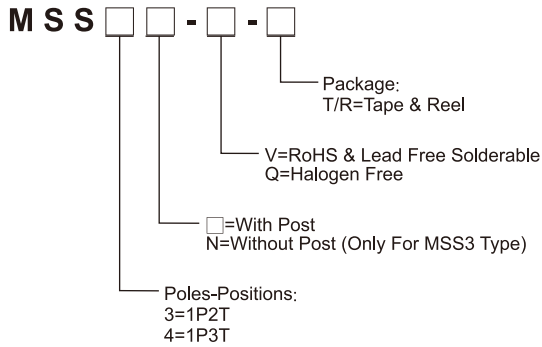 MSS□□-□-□
Package:
T/R=Tape & Reel
V=RoHS & Lead Free Solderable
Q=Halogen Free
□=With Post
N=Without Post (Only For MSS3 Type)
Poles-Positions:
3=1P2T
4=1P3T